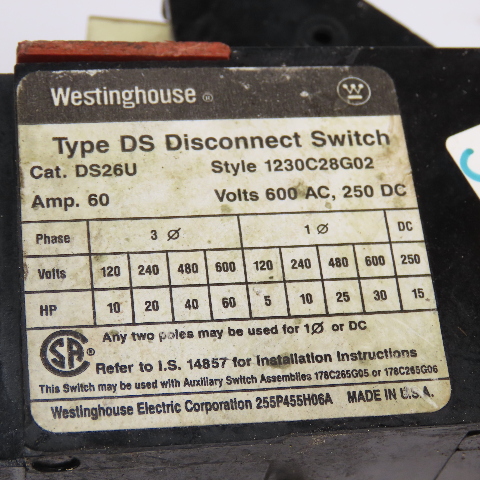 Westinghouse ®
Type DS Disconnect Switch
Cat. DS26U Style 1230C28G02
Amp. 60 Volts 600 AC, 250 DC
Phase 3 Ø 1 Ø DC
Volts 120 240 480 600 120 240 480 600 250
HP 10 20 40 60 5 10 25 30 15
Any two poles may be used for 1Ø or DC
SA ®
Refer to I.S. 14857 for Installation Instructions
This Switch may be used with Auxiliary Switch Assemblies 178C265G05 or 178C265G06
Westinghouse Electric Corporation 255P455H06A MADE IN U.S.A.